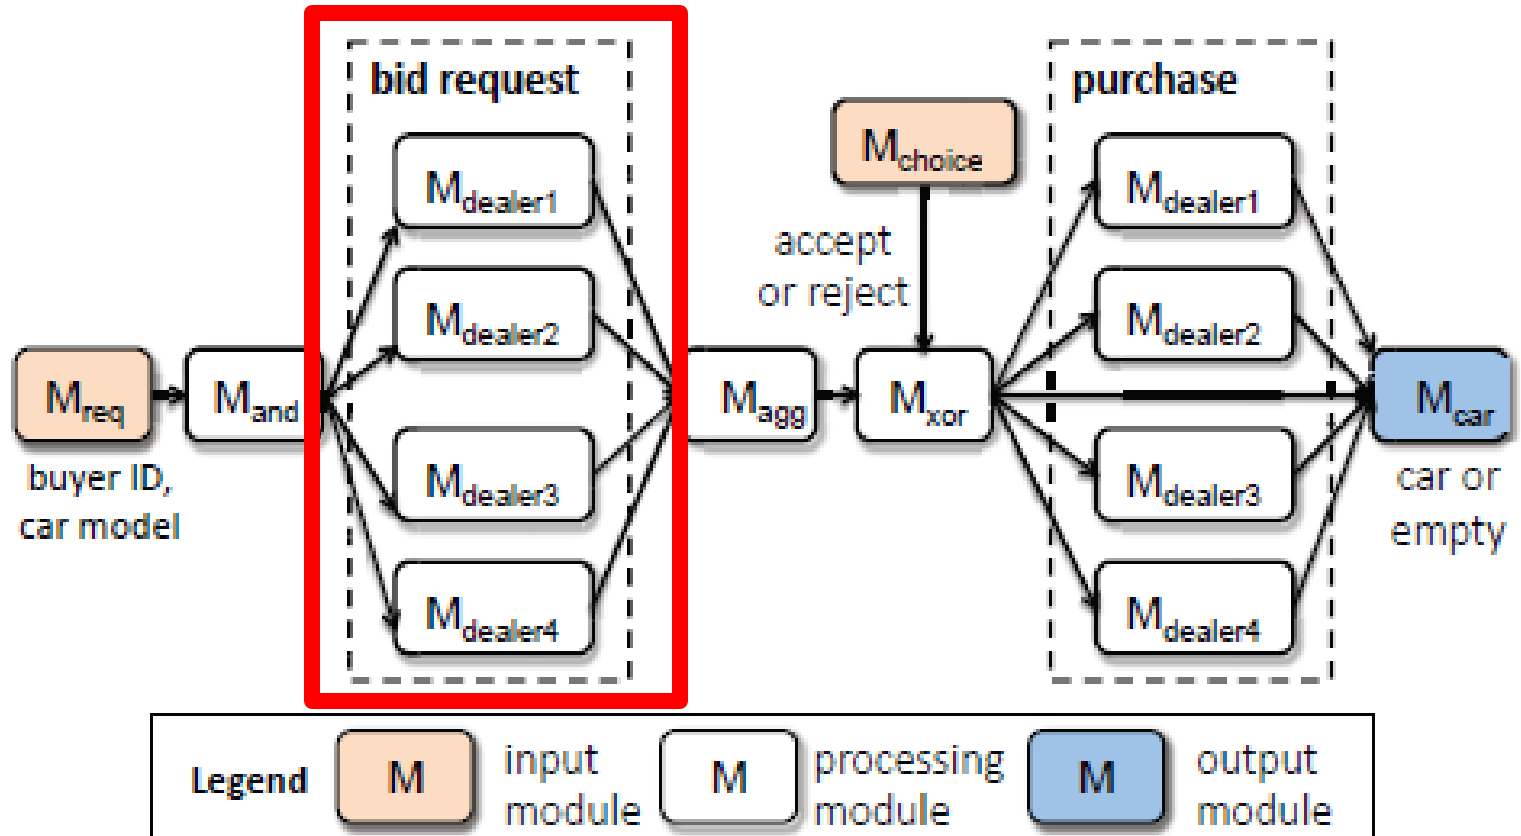 bid request
purchase
M_choice
M_dealer1
M_dealer1
accept
or reject
M_dealer2
M_dealer2
M_req
M_and
M_agg
M_xor
M_car
buyer ID,
car model
M_dealer3
M_dealer3
car or
empty
M_dealer4
M_dealer4
Legend
M
input
module
M
processing
module
M
output
module